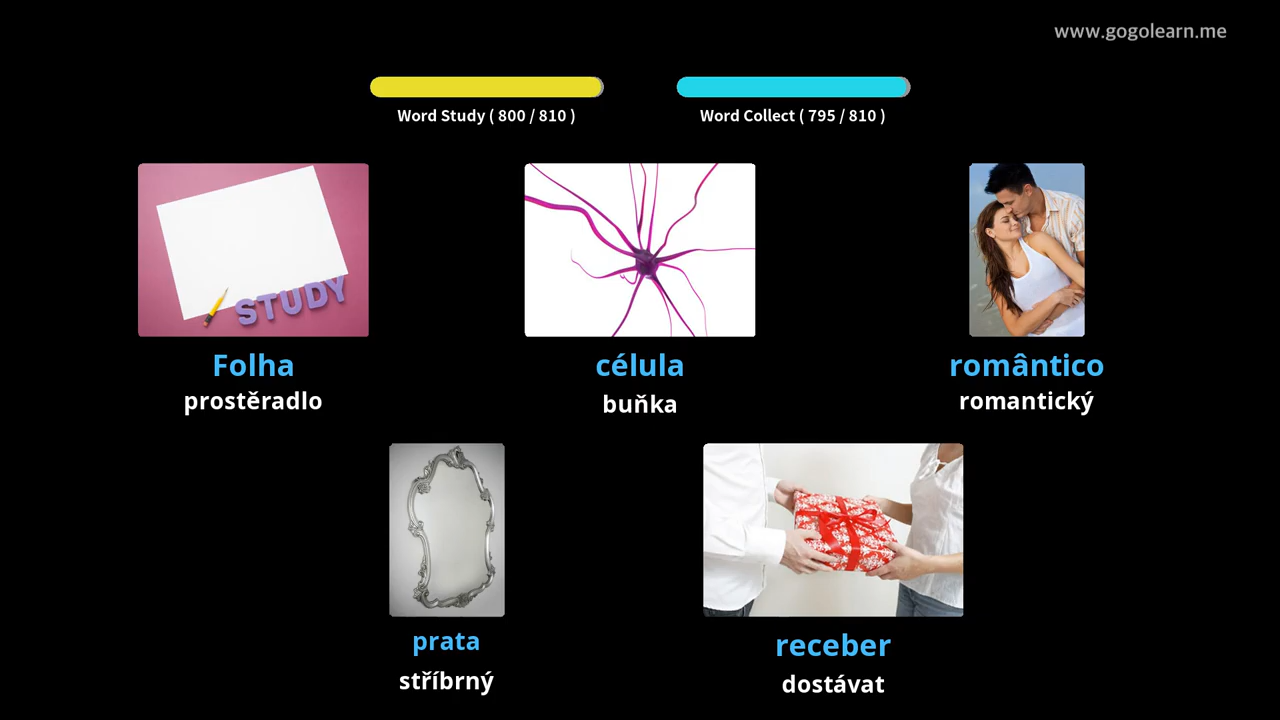 www.gogolearn.me
Word Study ( 800 / 810 )
Word Collect ( 795 / 810 )
STUDY
Folha
célula
romântico
prostěradlo
buňka
romantický
prata
receber
stříbrný
dostávat